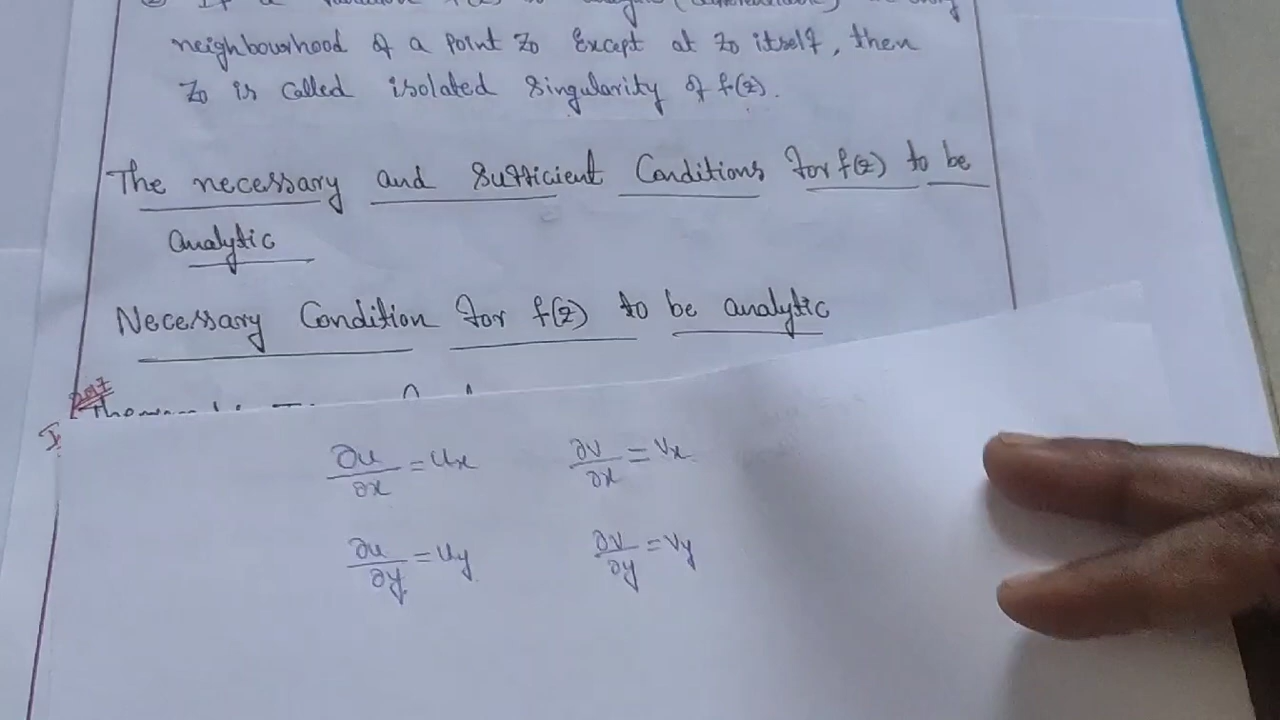 If a
neighbourhood of a point z₀ Except at z₀ itself, then
z₀ is called isolated singularity of f(z).
The necessary and Sufficient Conditions for f(z) to be
analytic
Necessary Condition for f(z) to be analytic
∂u/∂x = ux ∂v/∂x = vx
∂u/∂y = uy ∂v/∂y = vy